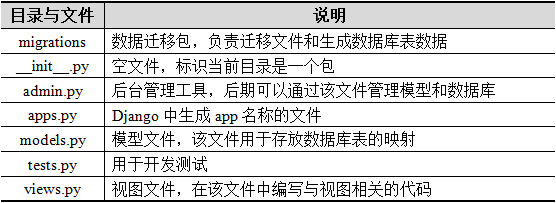 目录与文件 说明
migrations 数据迁移包，负责迁移文件和生成数据库表数据
__init__.py 空文件，标识当前目录是一个包
admin.py 后台管理工具，后期可以通过该文件管理模型和数据库
apps.py Django 中生成 app 名称的文件
models.py 模型文件，该文件用于存放数据库表的映射
tests.py 用于开发测试
views.py 视图文件，在该文件中编写与视图相关的代码